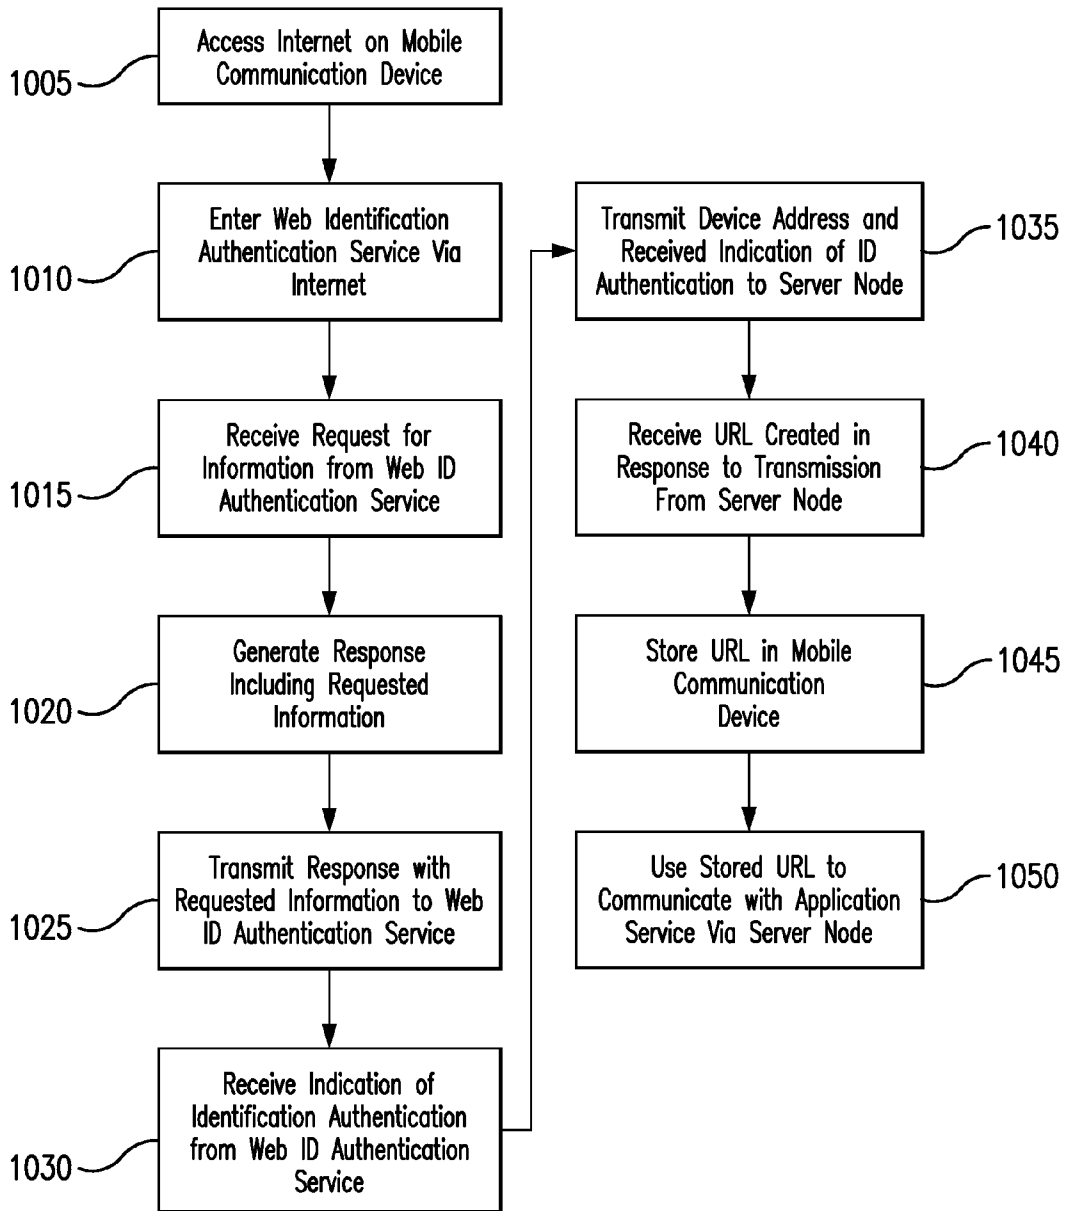 Access Internet on Mobile
Communication Device
1005
Enter Web Identification
Authentication Service Via
Internet
1010
Receive Request for
Information from Web ID
Authentication Service
1015
Generate Response
Including Requested
Information
1020
Transmit Response with
Requested Information to Web
ID Authentication Service
1025
Receive Indication of
Identification Authentication
from Web ID Authentication
Service
1030
Transmit Device Address and
Received Indication of ID
Authentication to Server Node
1035
Receive URL Created in
Response to Transmission
From Server Node
1040
Store URL in Mobile
Communication
Device
1045
Use Stored URL to
Communicate with Application
Service Via Server Node
1050